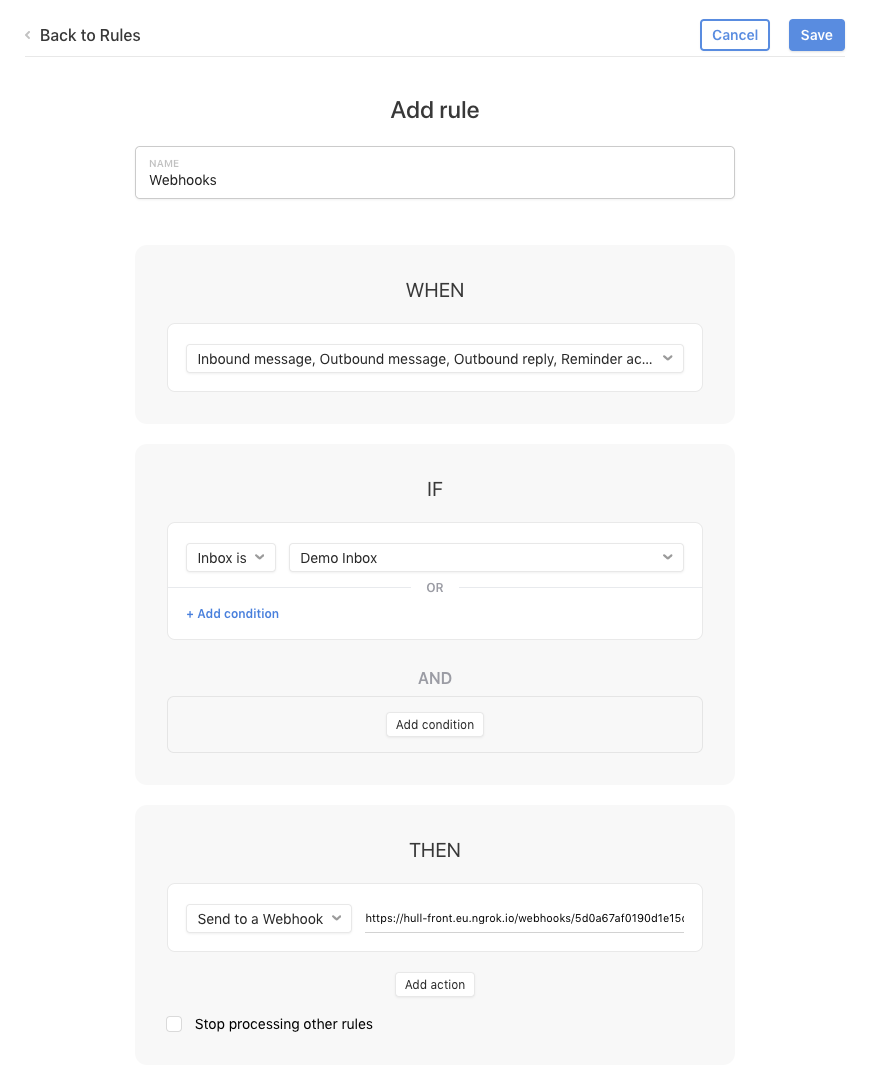 Back to Rules
Cancel
Save
Add rule
NAME
Webhooks
WHEN
Inbound message, Outbound message, Outbound reply, Reminder ac...
IF
Inbox is
Demo Inbox
OR
+ Add condition
AND
Add condition
THEN
Send to a Webhook
https://hull-front.eu.ngrok.io/webhooks/5d0a67af0190d1e15c
Add action
Stop processing other rules